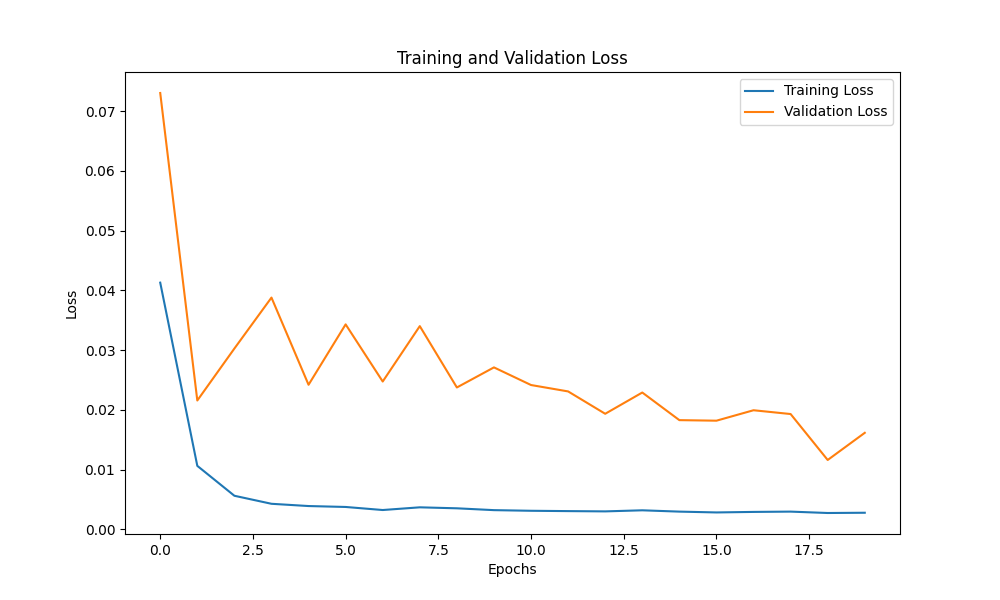 Training and Validation Loss
Training Loss
Validation Loss
0.07
0.06
0.05
0.04
0.03
0.02
0.01
0.00
Loss
0.0 2.5 5.0 7.5 10.0 12.5 15.0 17.5
Epochs